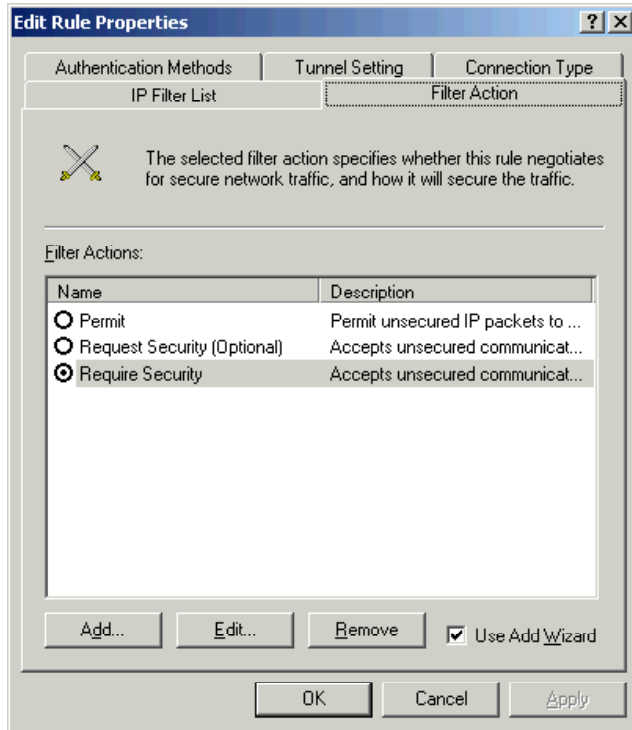 Edit Rule Properties
Authentication Methods Tunnel Setting Connection Type
IP Filter List Filter Action
The selected filter action specifies whether this rule negotiates
for secure network traffic, and how it will secure the traffic.
Filter Actions:
Name Description
Permit Permit unsecured IP packets to ...
Request Security (Optional) Accepts unsecured communicat...
Require Security Accepts unsecured communicat...
Add... Edit... Remove Use Add Wizard
OK Cancel Apply